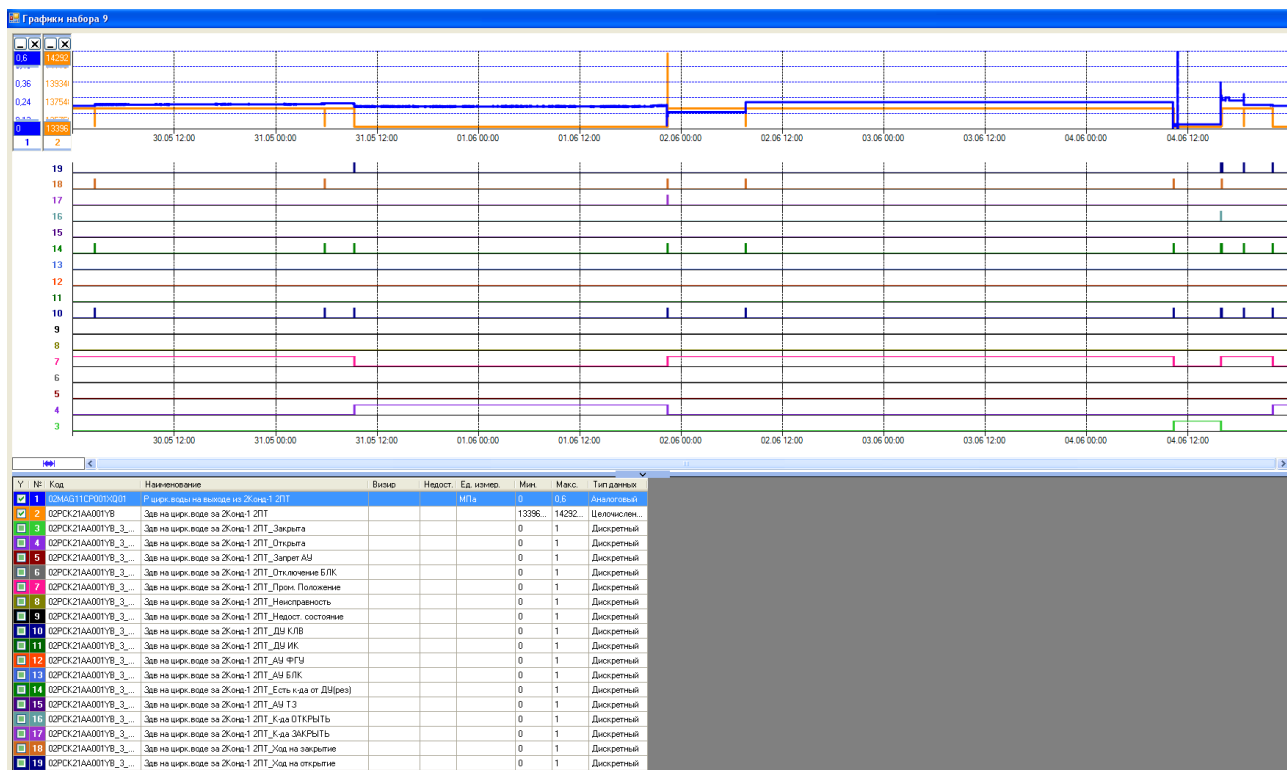 Графики набора 9
0,6 14292
0,36 13934
0,24 13754
0 13396
1 2
30.05 12:00 31.05 00:00 31.05 12:00 01.06 00:00 01.06 12:00 02.06 00:00 02.06 12:00 03.06 00:00 03.06 12:00 04.06 00:00 04.06 12:00
19
18
17
16
15
14
13
12
11
10
9
8
7
6
5
4
3
30.05 12:00 31.05 00:00 31.05 12:00 01.06 00:00 01.06 12:00 02.06 00:00 02.06 12:00 03.06 00:00 03.06 12:00 04.06 00:00 04.06 12:00
Y № Код Наименование Визир Недост. Ед. измер. Мин. Макс. Тип данных
1 02MAG11CP001XQ01 Р цирк.воды на выходе из 2Конд-1 2ПТ МПа 0 0,6 Аналоговый
2 02PCK21AA001YB Здв на цирк.воде за 2Конд-1 2ПТ 13396... 14292... Целочислен...
3 02PCK21AA001YB_3_... Здв на цирк.воде за 2Конд-1 2ПТ_Закрыта 0 1 Дискретный
4 02PCK21AA001YB_3_... Здв на цирк.воде за 2Конд-1 2ПТ_Открыта 0 1 Дискретный
5 02PCK21AA001YB_3_... Здв на цирк.воде за 2Конд-1 2ПТ_Запрет АУ 0 1 Дискретный
6 02PCK21AA001YB_3_... Здв на цирк.воде за 2Конд-1 2ПТ_Отключение БЛК 0 1 Дискретный
7 02PCK21AA001YB_3_... Здв на цирк.воде за 2Конд-1 2ПТ_Пром. Положение 0 1 Дискретный
8 02PCK21AA001YB_3_... Здв на цирк.воде за 2Конд-1 2ПТ_Неисправность 0 1 Дискретный
9 02PCK21AA001YB_3_... Здв на цирк.воде за 2Конд-1 2ПТ_Недост. состояние 0 1 Дискретный
10 02PCK21AA001YB_3_... Здв на цирк.воде за 2Конд-1 2ПТ_ДУ КЛВ 0 1 Дискретный
11 02PCK21AA001YB_3_... Здв на цирк.воде за 2Конд-1 2ПТ_ДУ ИК 0 1 Дискретный
12 02PCK21AA001YB_3_... Здв на цирк.воде за 2Конд-1 2ПТ_АУ ФГУ 0 1 Дискретный
13 02PCK21AA001YB_3_... Здв на цирк.воде за 2Конд-1 2ПТ_АУ БЛК 0 1 Дискретный
14 02PCK21AA001YB_3_... Здв на цирк.воде за 2Конд-1 2ПТ_Есть к-да от ДУ(рез) 0 1 Дискретный
15 02PCK21AA001YB_3_... Здв на цирк.воде за 2Конд-1 2ПТ_АУ ТЗ 0 1 Дискретный
16 02PCK21AA001YB_3_... Здв на цирк.воде за 2Конд-1 2ПТ_К-да ОТКРЫТЬ 0 1 Дискретный
17 02PCK21AA001YB_3_... Здв на цирк.воде за 2Конд-1 2ПТ_К-да ЗАКРЫТЬ 0 1 Дискретный
18 02PCK21AA001YB_3_... Здв на цирк.воде за 2Конд-1 2ПТ_Ход на закрытие 0 1 Дискретный
19 02PCK21AA001YB_3_... Здв на цирк.воде за 2Конд-1 2ПТ_Ход на открытие 0 1 Дискретный